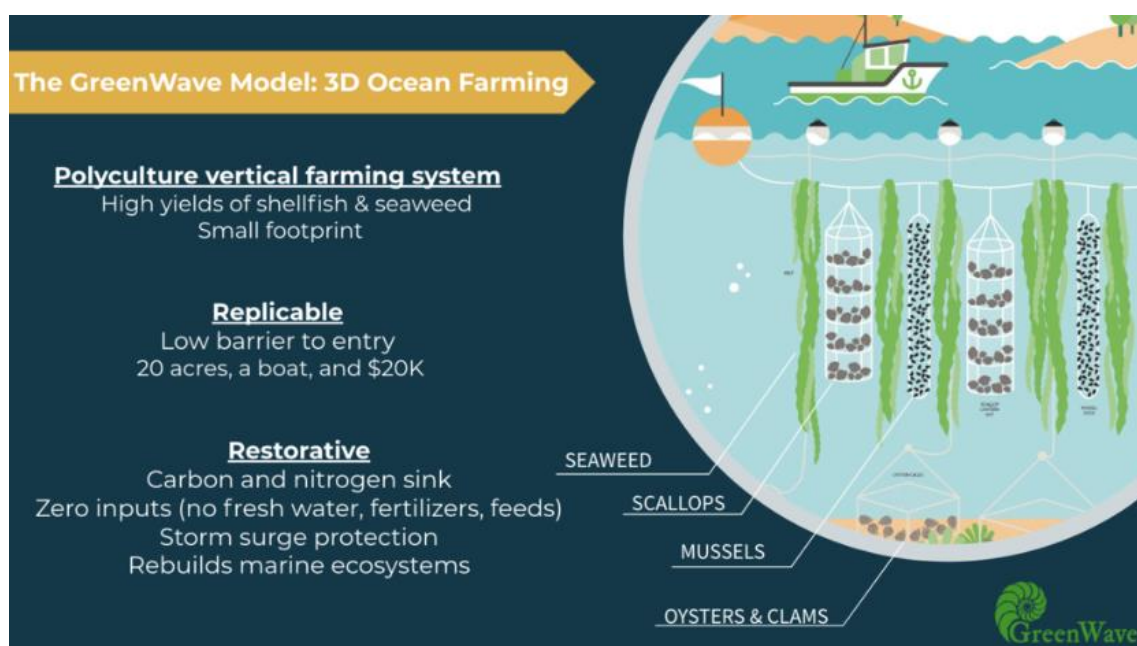 The GreenWave Model: 3D Ocean Farming
Polyculture vertical farming system
High yields of shellfish & seaweed
Small footprint
Replicable
Low barrier to entry
20 acres, a boat, and $20K
Restorative
Carbon and nitrogen sink
Zero inputs (no fresh water, fertilizers, feeds)
Storm surge protection
Rebuilds marine ecosystems
SEAWEED
SCALLOPS
MUSSELS
OYSTERS & CLAMS
GreenWave